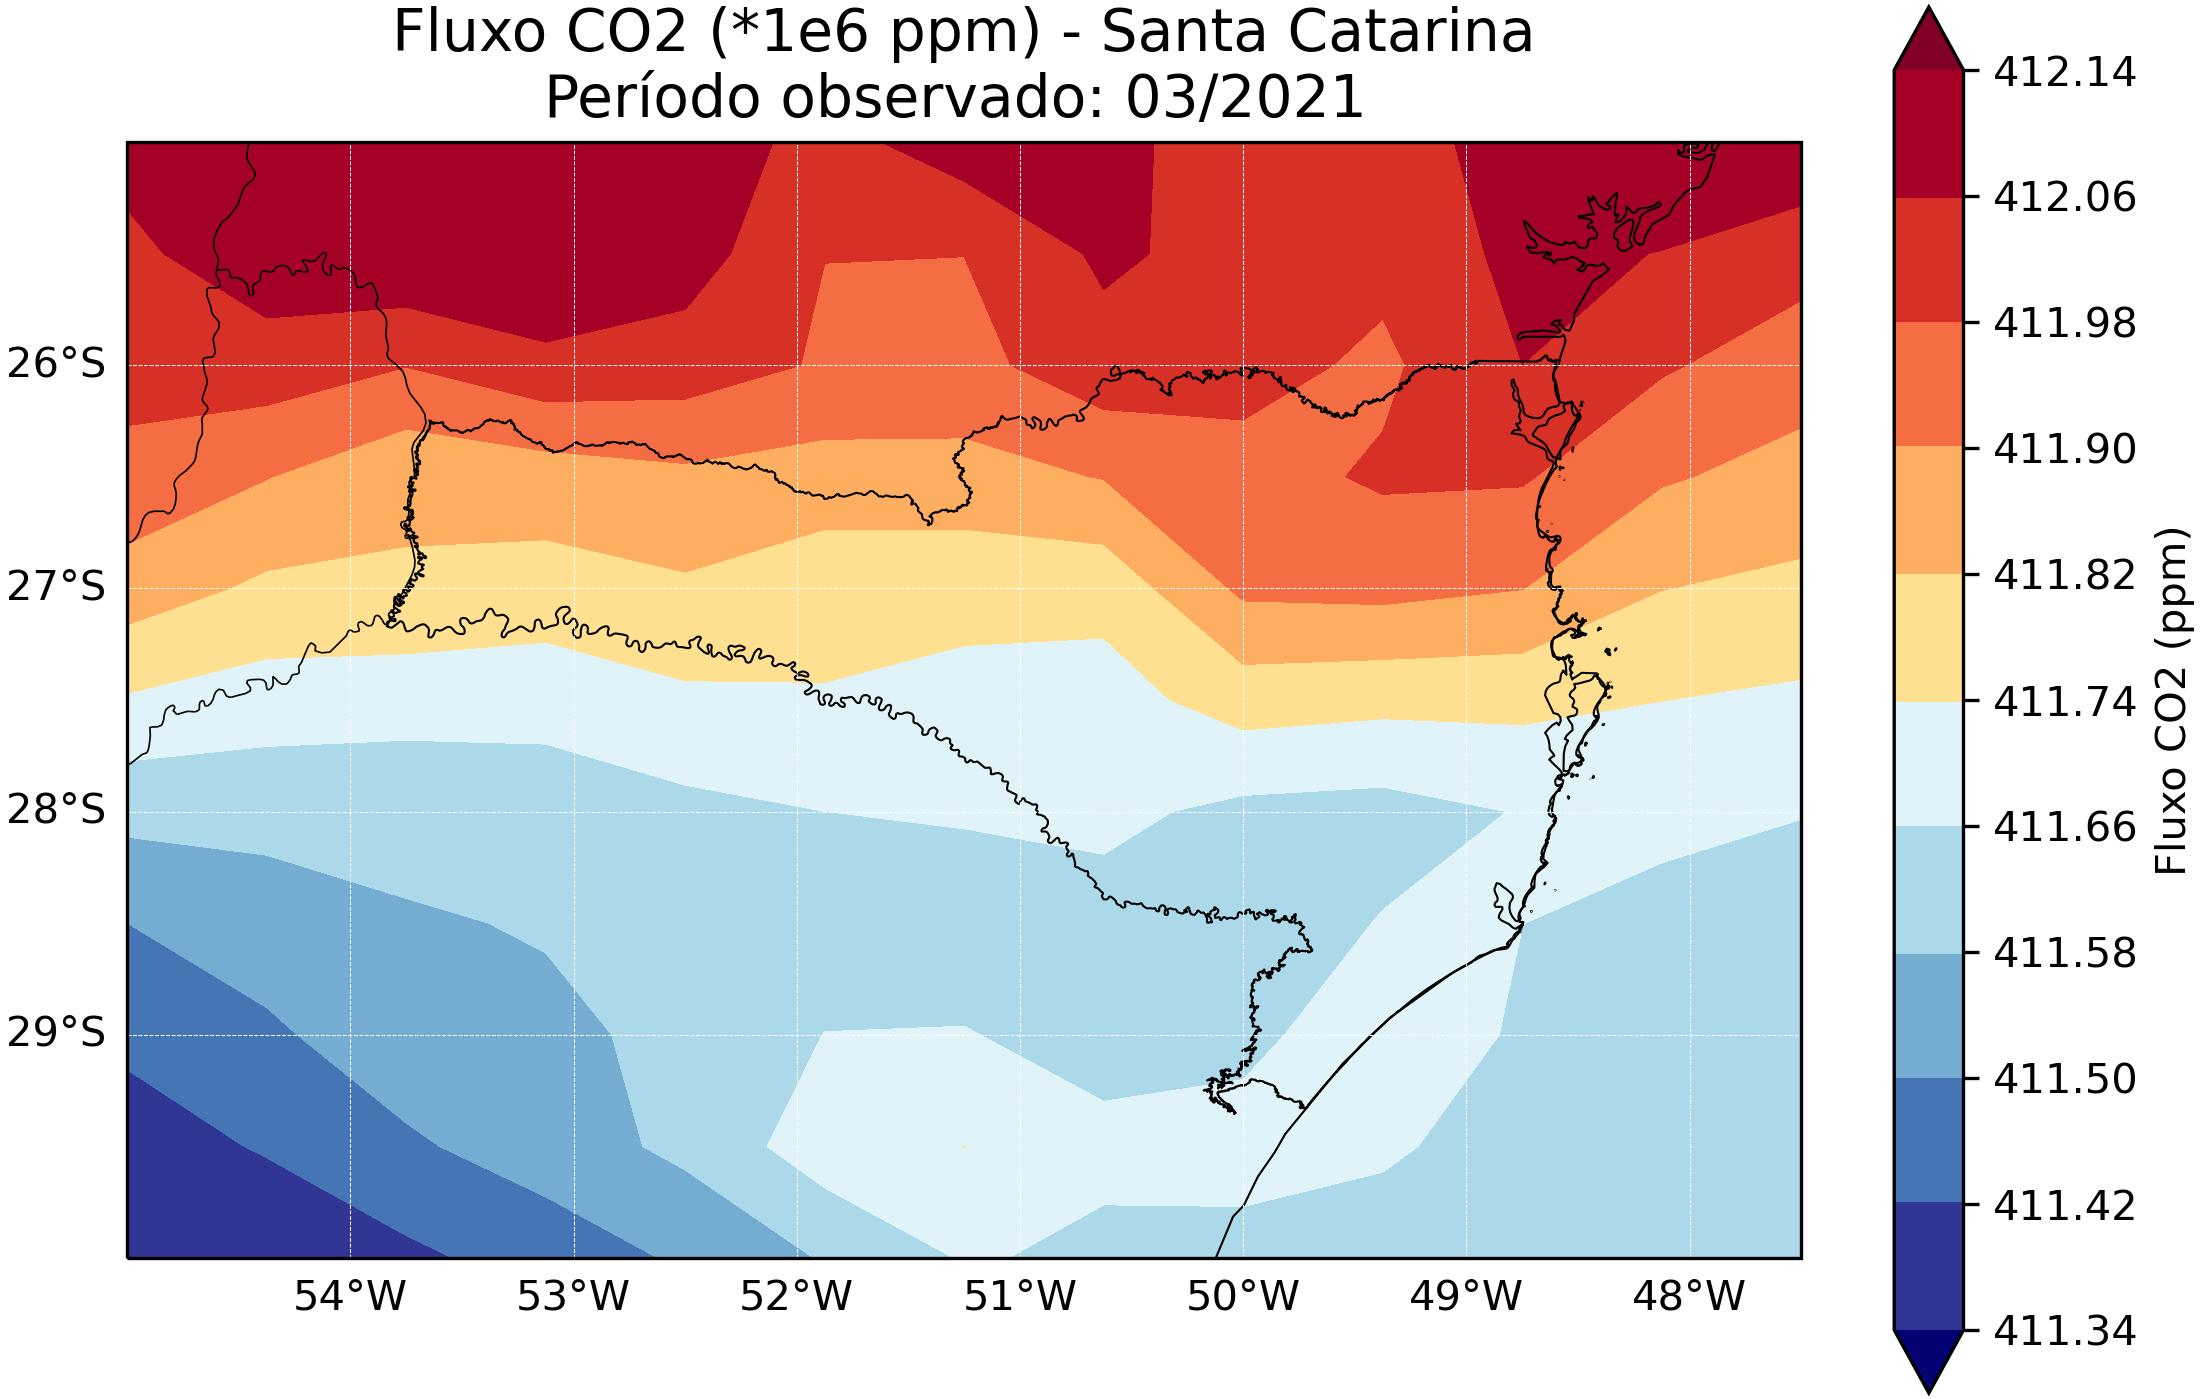 Fluxo CO2 (*1e6 ppm) - Santa Catarina
Período observado: 03/2021
26°S
27°S
28°S
29°S
54°W
53°W
52°W
51°W
50°W
49°W
48°W
412.14
412.06
411.98
411.90
411.82
411.74
411.66
411.58
411.50
411.42
411.34
Fluxo CO2 (ppm)